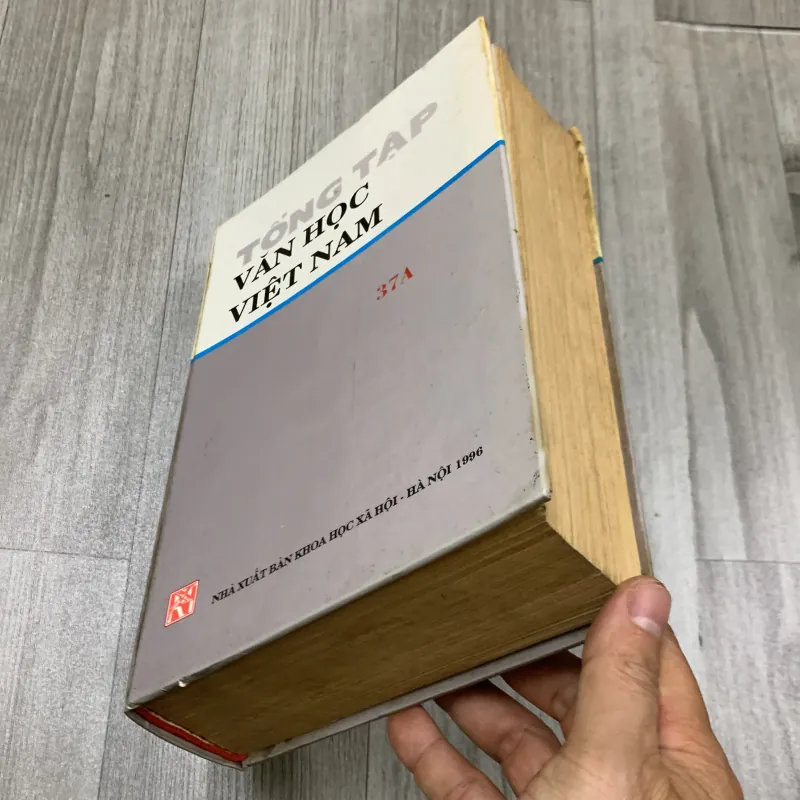 TỔNG TẬP
VĂN HỌC
VIỆT NAM
37A
NHÀ XUẤT BẢN KHOA HỌC XÃ HỘI - HÀ NỘI 1996